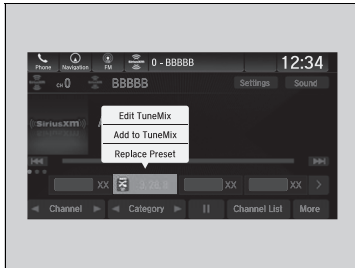 Phone Navigation FM 0 - BBBBB 12:34
CH 0 BBBBB Settings Sound
SiriusXM
Edit TuneMix
Add to TuneMix
Replace Preset
XX XX XX
Channel Category Channel List More